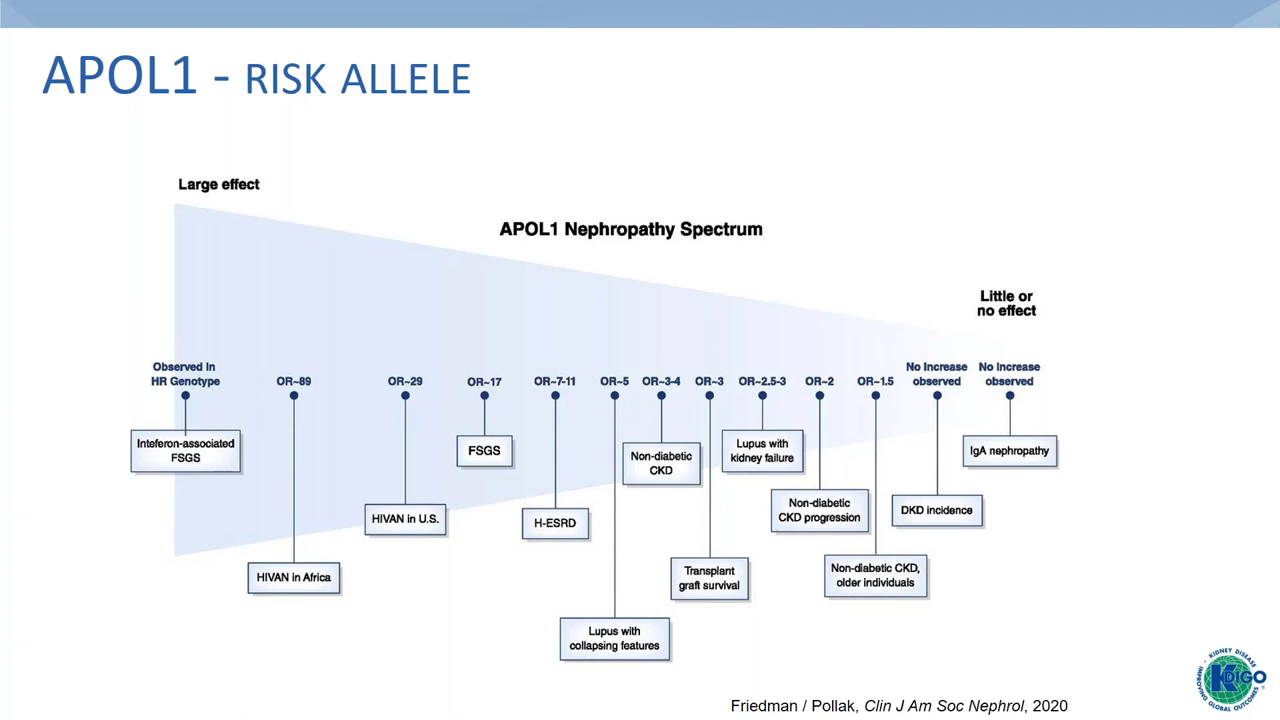 APOL1 - RISK ALLELE
Large effect
APOL1 Nephropathy Spectrum
Little or
no effect
Observed in
HR Genotype
OR~89
OR~29
OR~17
OR~7-11
OR~5
OR~3-4
OR~3
OR~2.5-3
OR~2
OR~1.5
No Increase
observed
No Increase
observed
Inteferon-associated
FSGS
HIVAN in Africa
HIVAN in U.S.
FSGS
H-ESRD
Lupus with
collapsing features
Non-diabetic
CKD
Transplant
graft survival
Lupus with
kidney failure
Non-diabetic
CKD progression
Non-diabetic CKD,
older individuals
DKD incidence
IgA nephropathy
Friedman / Pollak, Clin J Am Soc Nephrol, 2020
KIDNEY DISEASE
KDIGO
®
IMPROVING GLOBAL OUTCOMES